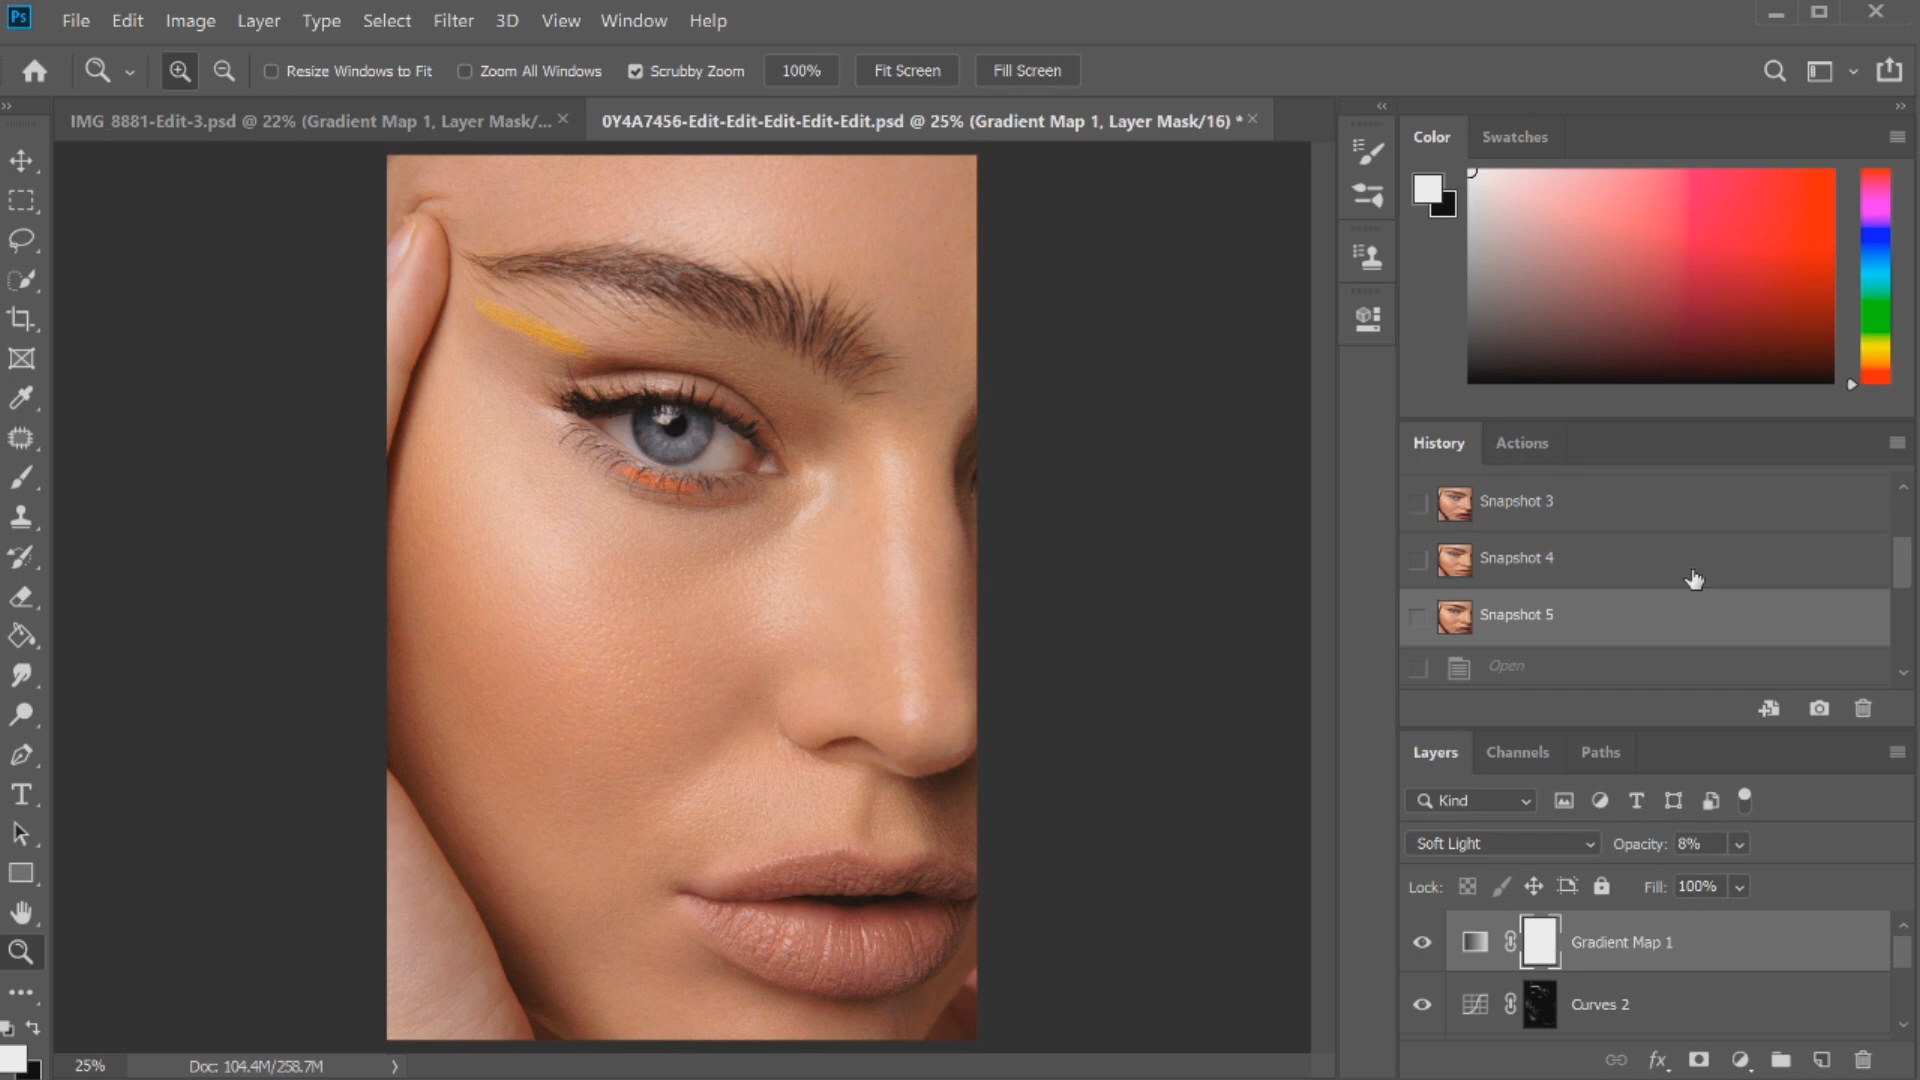 Ps File Edit Image Layer Type Select Filter 3D View Window Help
Resize Windows to Fit Zoom All Windows Scrubby Zoom 100% Fit Screen Fill Screen
IMG_8881-Edit-3.psd @ 22% (Gradient Map 1, Layer Mask/... 0Y4A7456-Edit-Edit-Edit-Edit-Edit.psd @ 25% (Gradient Map 1, Layer Mask/16) *
Color Swatches
History Actions
Snapshot 3
Snapshot 4
Snapshot 5
Open
Layers Channels Paths
Kind
Soft Light Opacity: 8%
Lock: Fill: 100%
Gradient Map 1
Curves 2
fx
25% Doc: 104.4M/258.7M